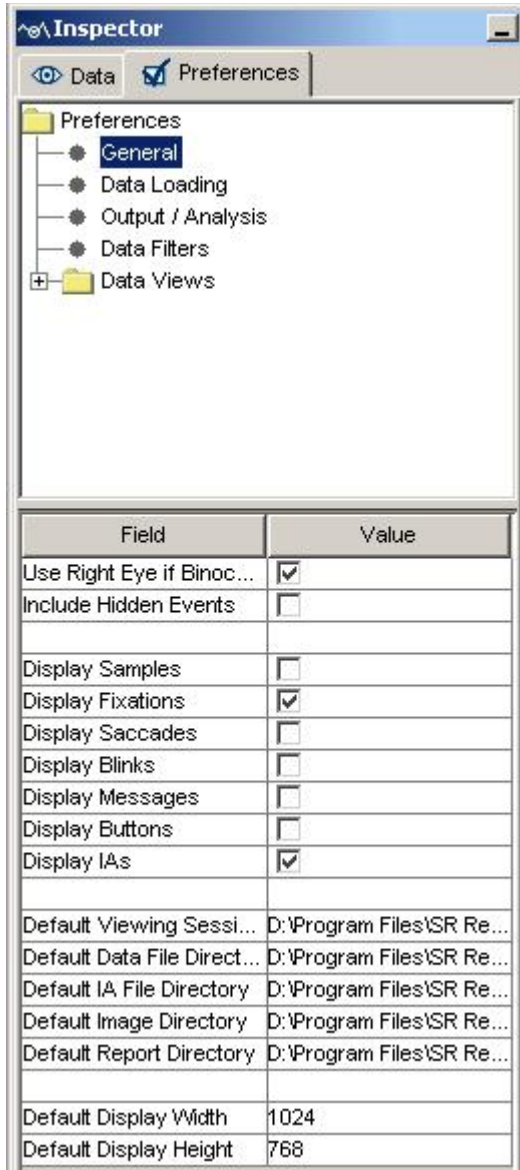 Inspector
Data Preferences
Preferences
General
Data Loading
Output / Analysis
Data Filters
Data Views
Field Value
Use Right Eye if Binoc...
Include Hidden Events
Display Samples
Display Fixations
Display Saccades
Display Blinks
Display Messages
Display Buttons
Display IAs
Default Viewing Sessi... D:\Program Files\SR Re...
Default Data File Direct... D:\Program Files\SR Re...
Default IA File Directory D:\Program Files\SR Re...
Default Image Directory D:\Program Files\SR Re...
Default Report Directory D:\Program Files\SR Re...
Default Display Width 1024
Default Display Height 768